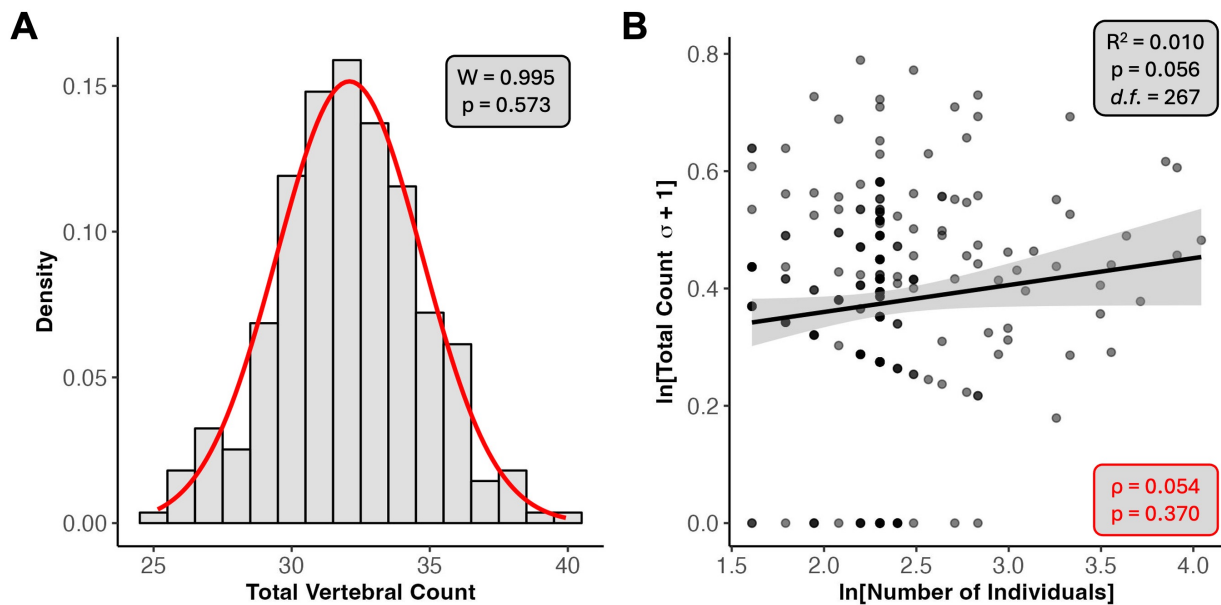 A
W = 0.995
p = 0.573
0.15
0.10
0.05
0.00
Density
25 30 35 40
Total Vertebral Count
B
R² = 0.010
p = 0.056
d.f. = 267
0.8
0.6
0.4
0.2
0.0
ln[Total Count σ + 1]
ρ = 0.054
p = 0.370
1.5 2.0 2.5 3.0 3.5 4.0
ln[Number of Individuals]